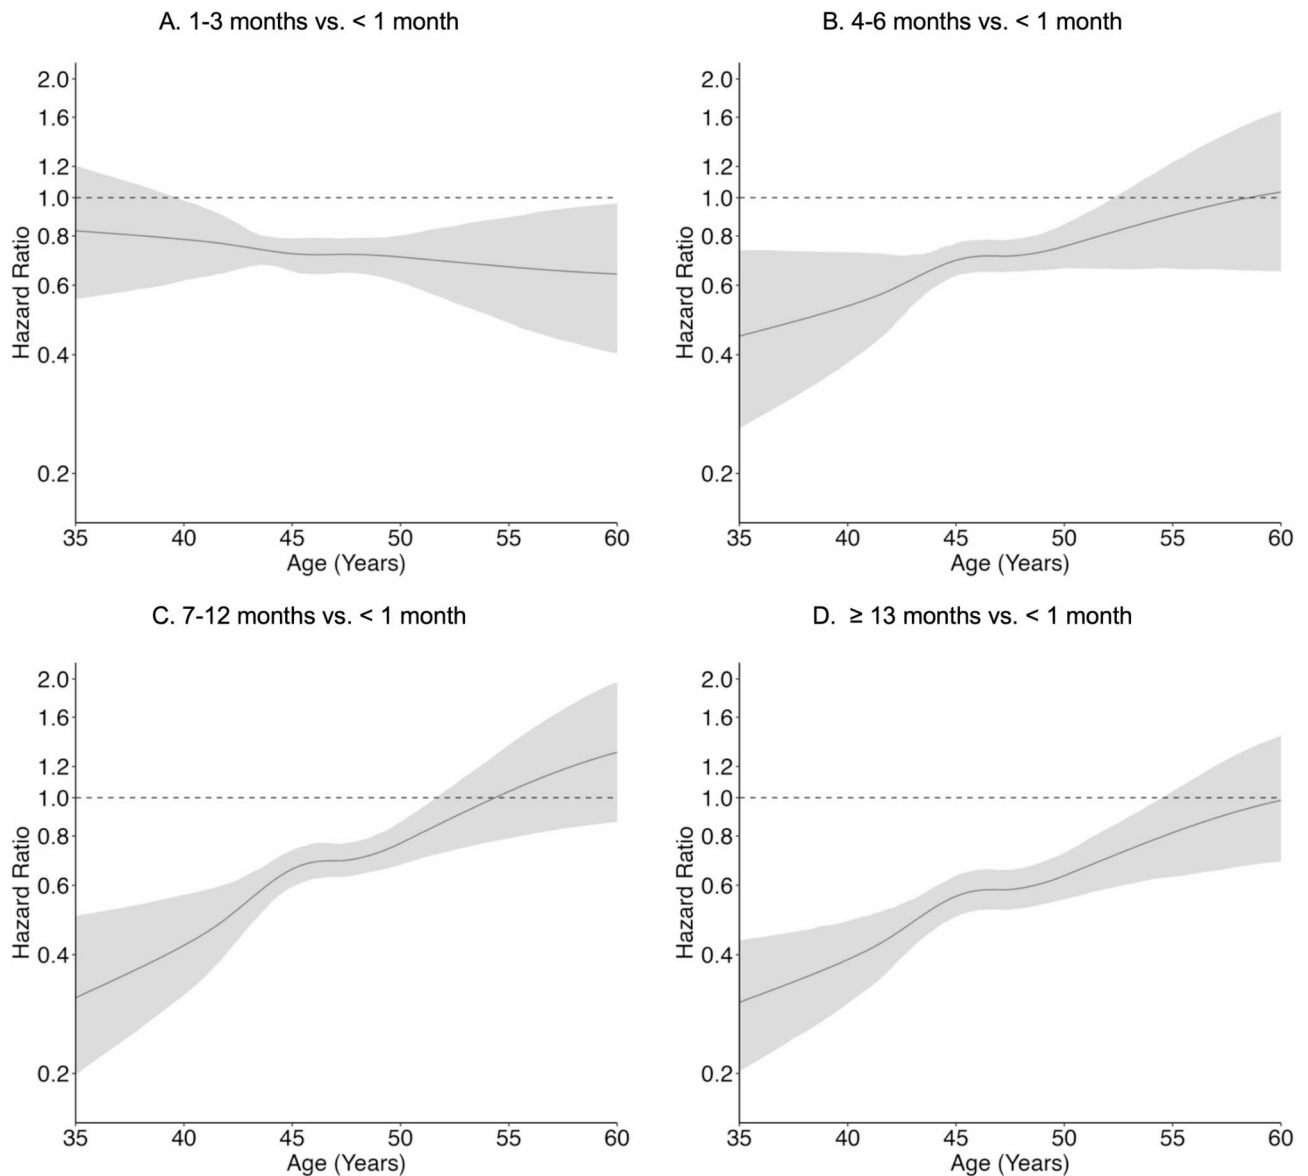 A. 1-3 months vs. < 1 month
2.0
1.6
1.2
1.0
0.8
0.6
0.4
0.2
Hazard Ratio
35 40 45 50 55 60
Age (Years)
B. 4-6 months vs. < 1 month
2.0
1.6
1.2
1.0
0.8
0.6
0.4
0.2
Hazard Ratio
35 40 45 50 55 60
Age (Years)
C. 7-12 months vs. < 1 month
2.0
1.6
1.2
1.0
0.8
0.6
0.4
0.2
Hazard Ratio
35 40 45 50 55 60
Age (Years)
D. ≥ 13 months vs. < 1 month
2.0
1.6
1.2
1.0
0.8
0.6
0.4
0.2
Hazard Ratio
35 40 45 50 55 60
Age (Years)